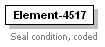 Element-4517
Seal condition, coded